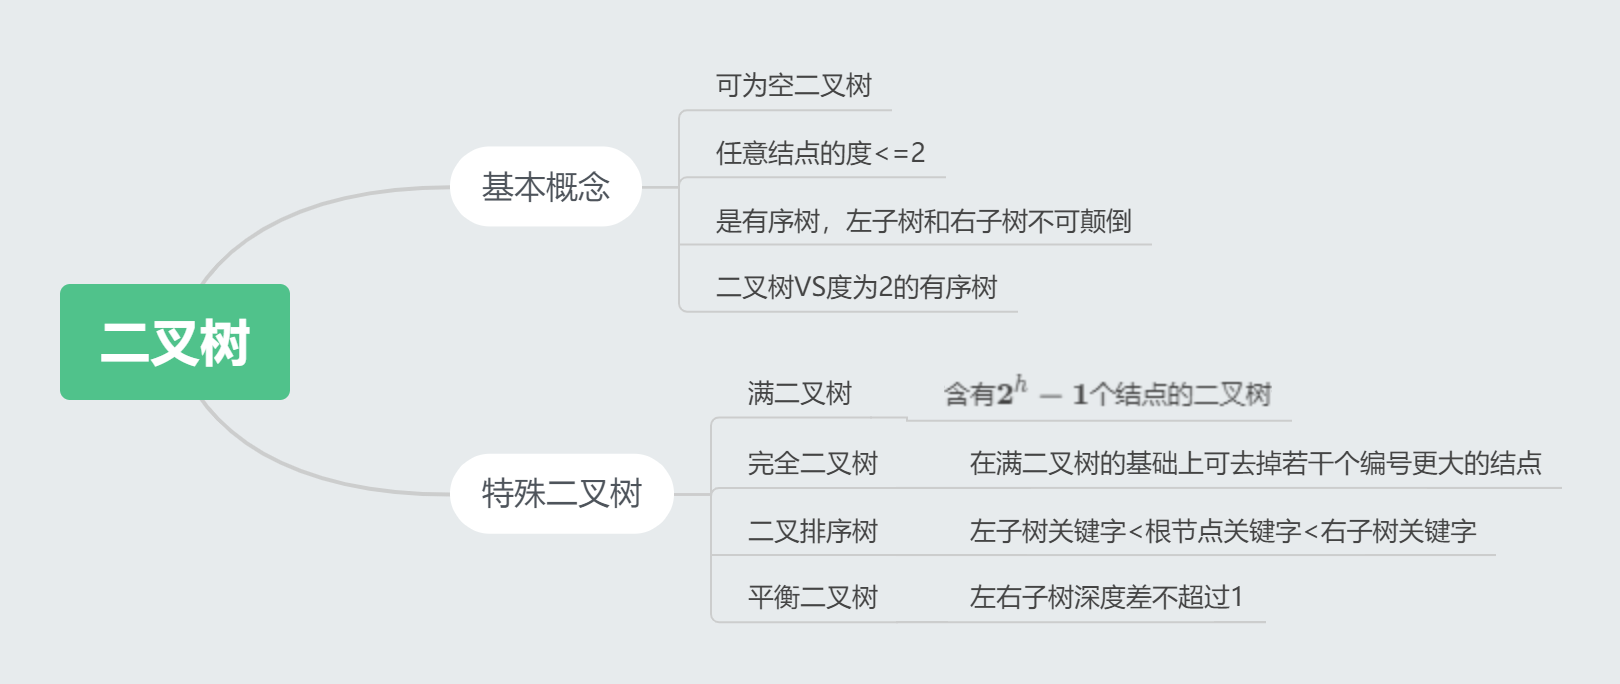 二叉树
基本概念
可为空二叉树
任意结点的度<=2
是有序树，左子树和右子树不可颠倒
二叉树VS度为2的有序树
特殊二叉树
满二叉树
含有2^h − 1个结点的二叉树
完全二叉树
在满二叉树的基础上可去掉若干个编号更大的结点
二叉排序树
左子树关键字<根节点关键字<右子树关键字
平衡二叉树
左右子树深度差不超过1